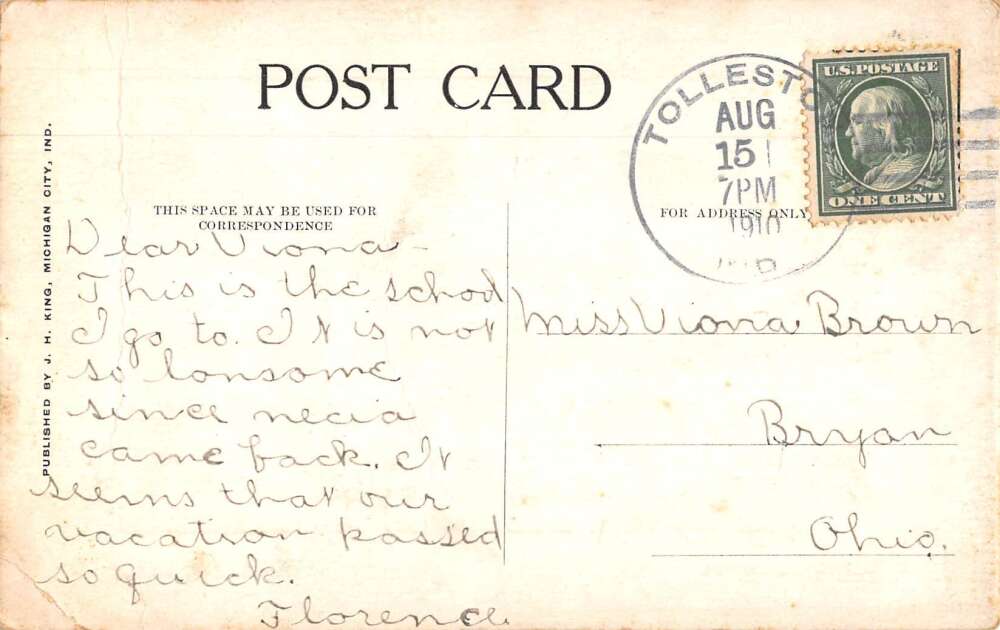 POST CARD
TOLLESTO
AUG
15
7PM
1910
IND
U.S. POSTAGE
ONE CENT
PUBLISHED BY J. H. KING, MICHIGAN CITY, IND.
THIS SPACE MAY BE USED FOR
CORRESPONDENCE
FOR ADDRESS ONLY
Dear Viona -
This is the school
I go to. It is not
so lonsome
since necia
came back. It
seems that our
vacation passed
so quick.
Florence.
Miss Viona Brown
Bryan
Ohio.